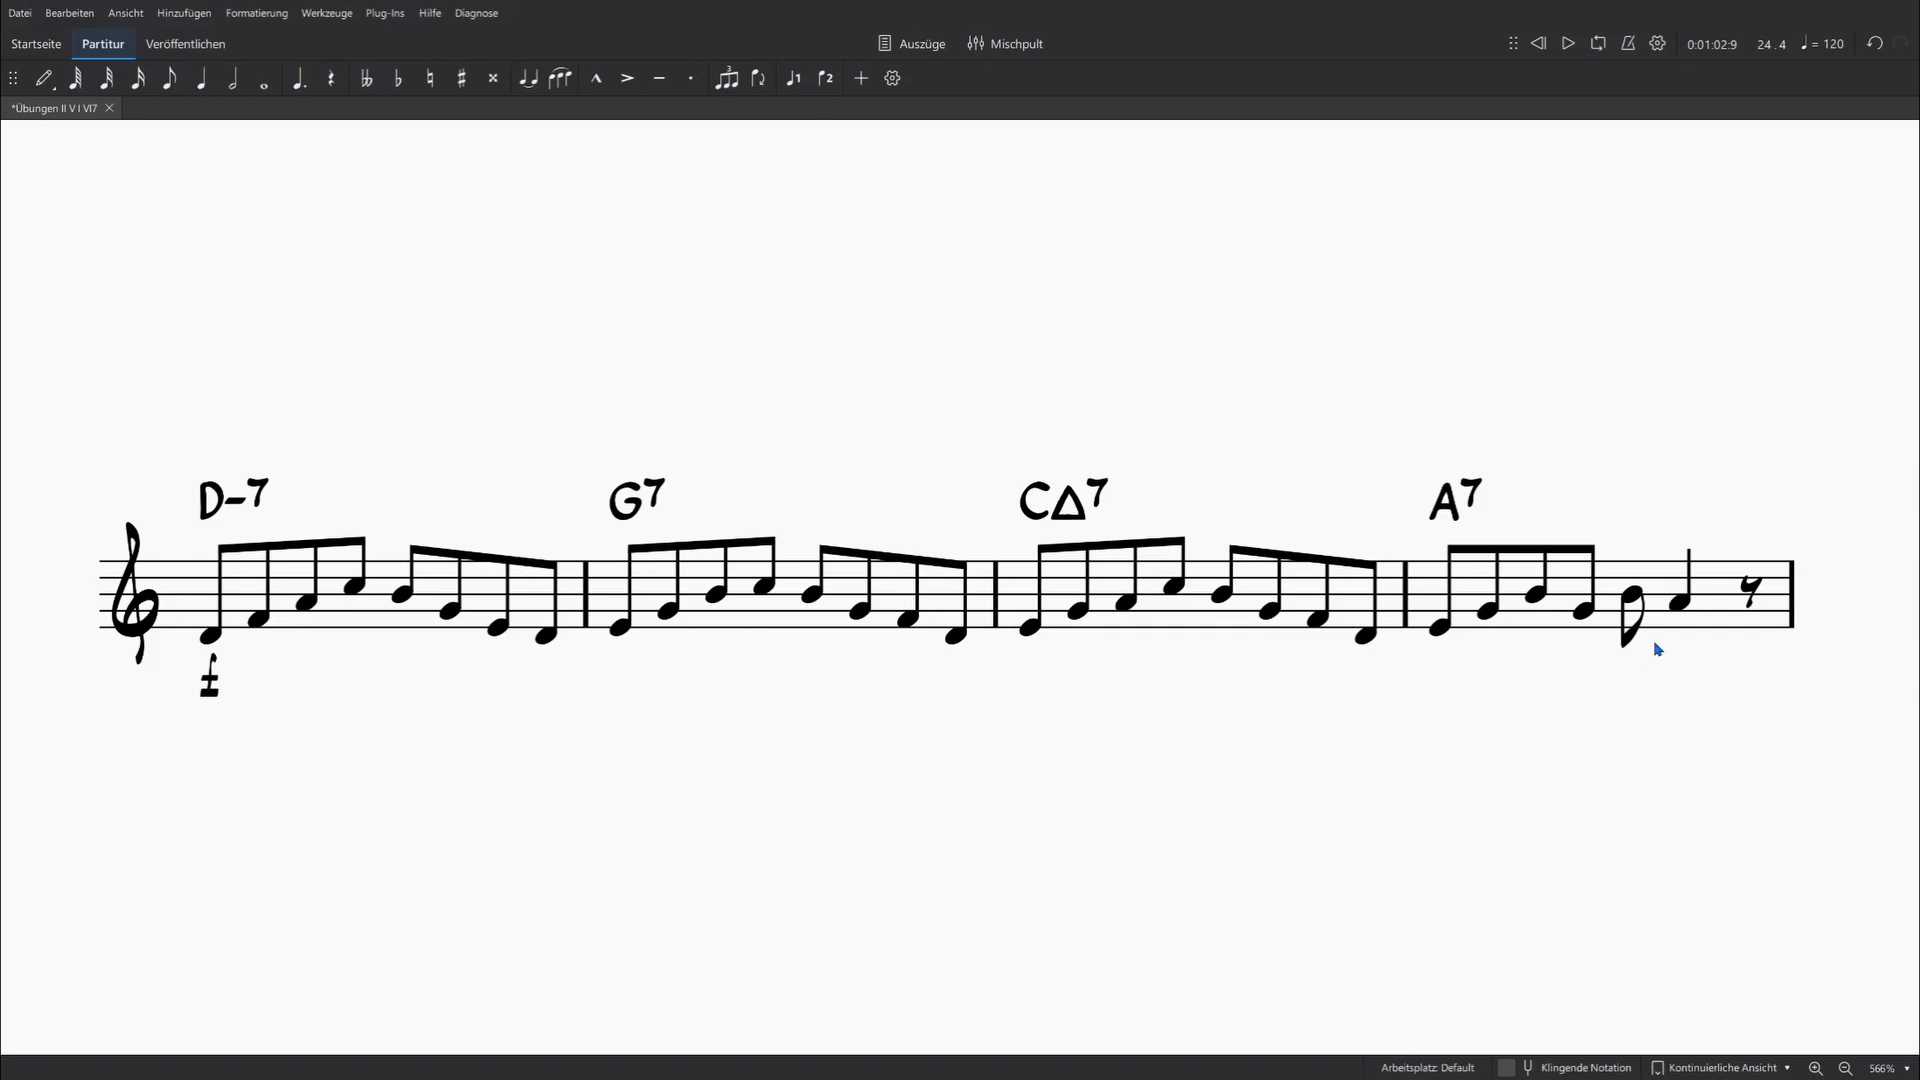 Datei Bearbeiten Ansicht Hinzufügen Formatierung Werkzeuge Plug-Ins Hilfe Diagnose
Startseite Partitur Veröffentlichen Auszüge Mischpult 0:01:02:9 24 . 4 ♩ = 120
*Übungen II V I VI7
D-7 G7 C△7 A7
f
Arbeitsplatz: Default Klingende Notation Kontinuierliche Ansicht 566%